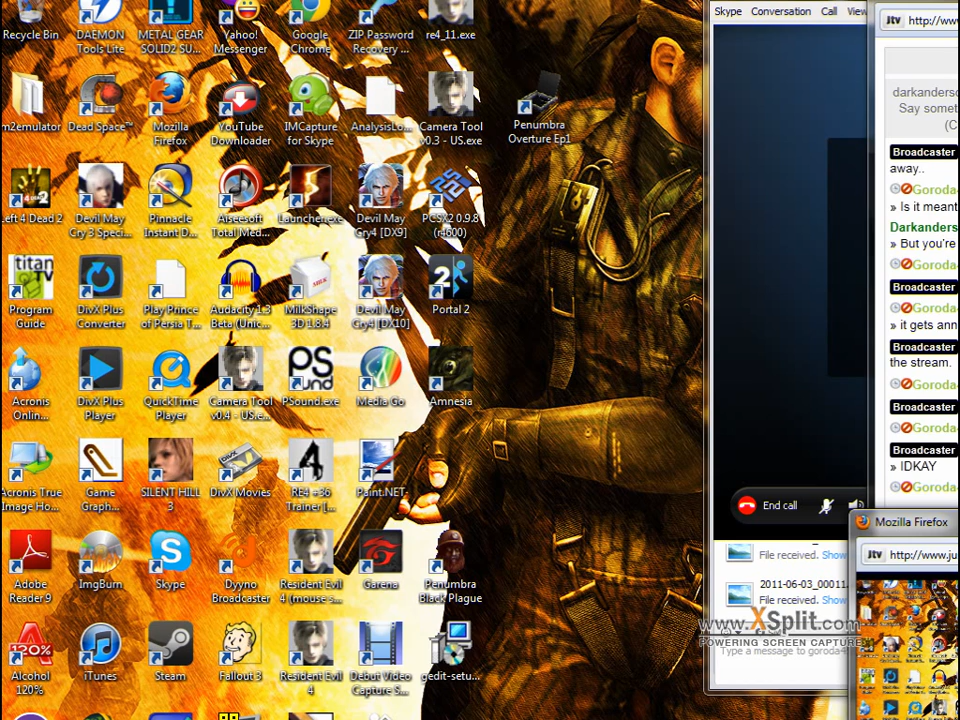 Recycle Bin
DAEMON
Tools Lite
METAL GEAR
SOLID2 SU...
Yahoo!
Messenger
Google
Chrome
ZIP Password
Recovery ...
re4_11.exe
m2emulator
Dead Space™
Mozilla
Firefox
YouTube
Downloader
IMCapture
for Skype
AnalysisLo...
Camera Tool
v0.3 - US.exe
Penumbra
Overture Ep1
Left 4 Dead 2
Devil May
Cry 3 Speci...
Pinnacle
Instant D...
Aiseesoft
Total Med...
Launcher.exe
Devil May
Cry4 [DX9]
PCSX2 0.9.8
(r4600)
titan
TV
Program
Guide
DivX Plus
Converter
Play Prince
of Persia T...
Audacity 1.3
Beta (Unic...
MILK
MilkShape
3D 1.8.4
Devil May
Cry4 [DX10]
2
Portal 2
Acronis
Onlin...
DivX Plus
Player
QuickTime
Player
Camera Tool
v0.4 - US.e...
PS
PSound.exe
Media Go
Amnesia
Acronis True
Image Ho...
Game
Graph...
SILENT HILL
3
DivX Movies
4
RE4 +36
Trainer [...
Paint.NET
Adobe
Reader 9
ImgBurn
Skype
Dyyno
Broadcaster
Resident Evil
4 (mouse s...
Garena
Penumbra
Black Plague
120%
Alcohol
120%
iTunes
Steam
Fallout 3
Resident Evil
4
Debut Video
Capture S...
gedit-setu...
Skype Conversation Call View
End call
File received. Show
2011-06-03_00011.
File received. Show
www.XSplit.com
POWERING SCREEN CAPTURE
Type a message to goroda4
Jtv http://www
darkanderso
Say somet
(C
Broadcaster
away..
Goroda
» Is it meant
Darkanders
» But you're
Goroda
Broadcaster
Goroda
» it gets ann
Broadcaster
the stream.
Goroda
Broadcaster
Goroda
Broadcaster
» IDKAY
Goroda
Mozilla Firefox
Jtv http://www.ju